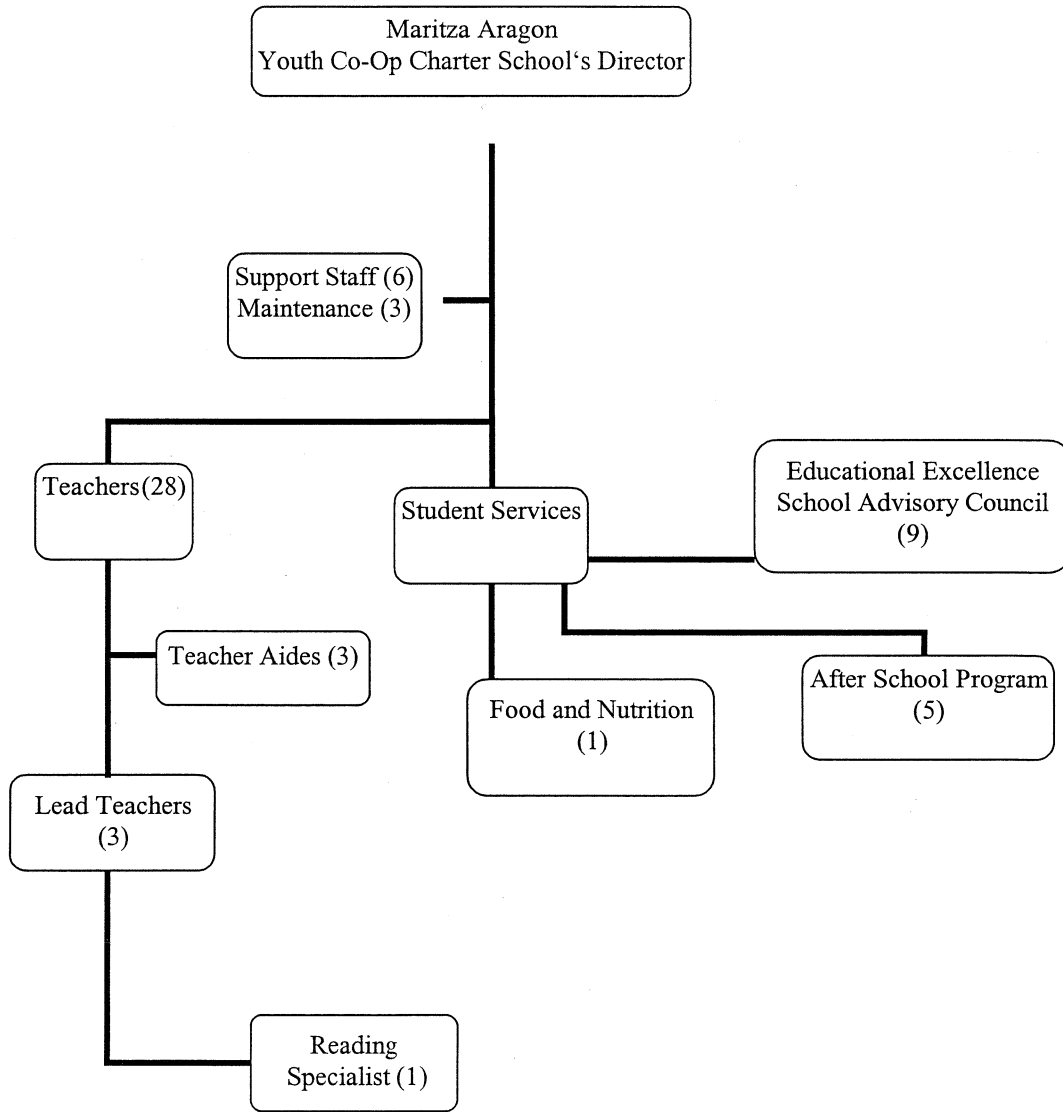 Maritza Aragon
Youth Co-Op Charter School‘s Director
Support Staff (6)
Maintenance (3)
Teachers (28)
Student Services
Educational Excellence
School Advisory Council
(9)
Teacher Aides (3)
Food and Nutrition
(1)
After School Program
(5)
Lead Teachers
(3)
Reading
Specialist (1)